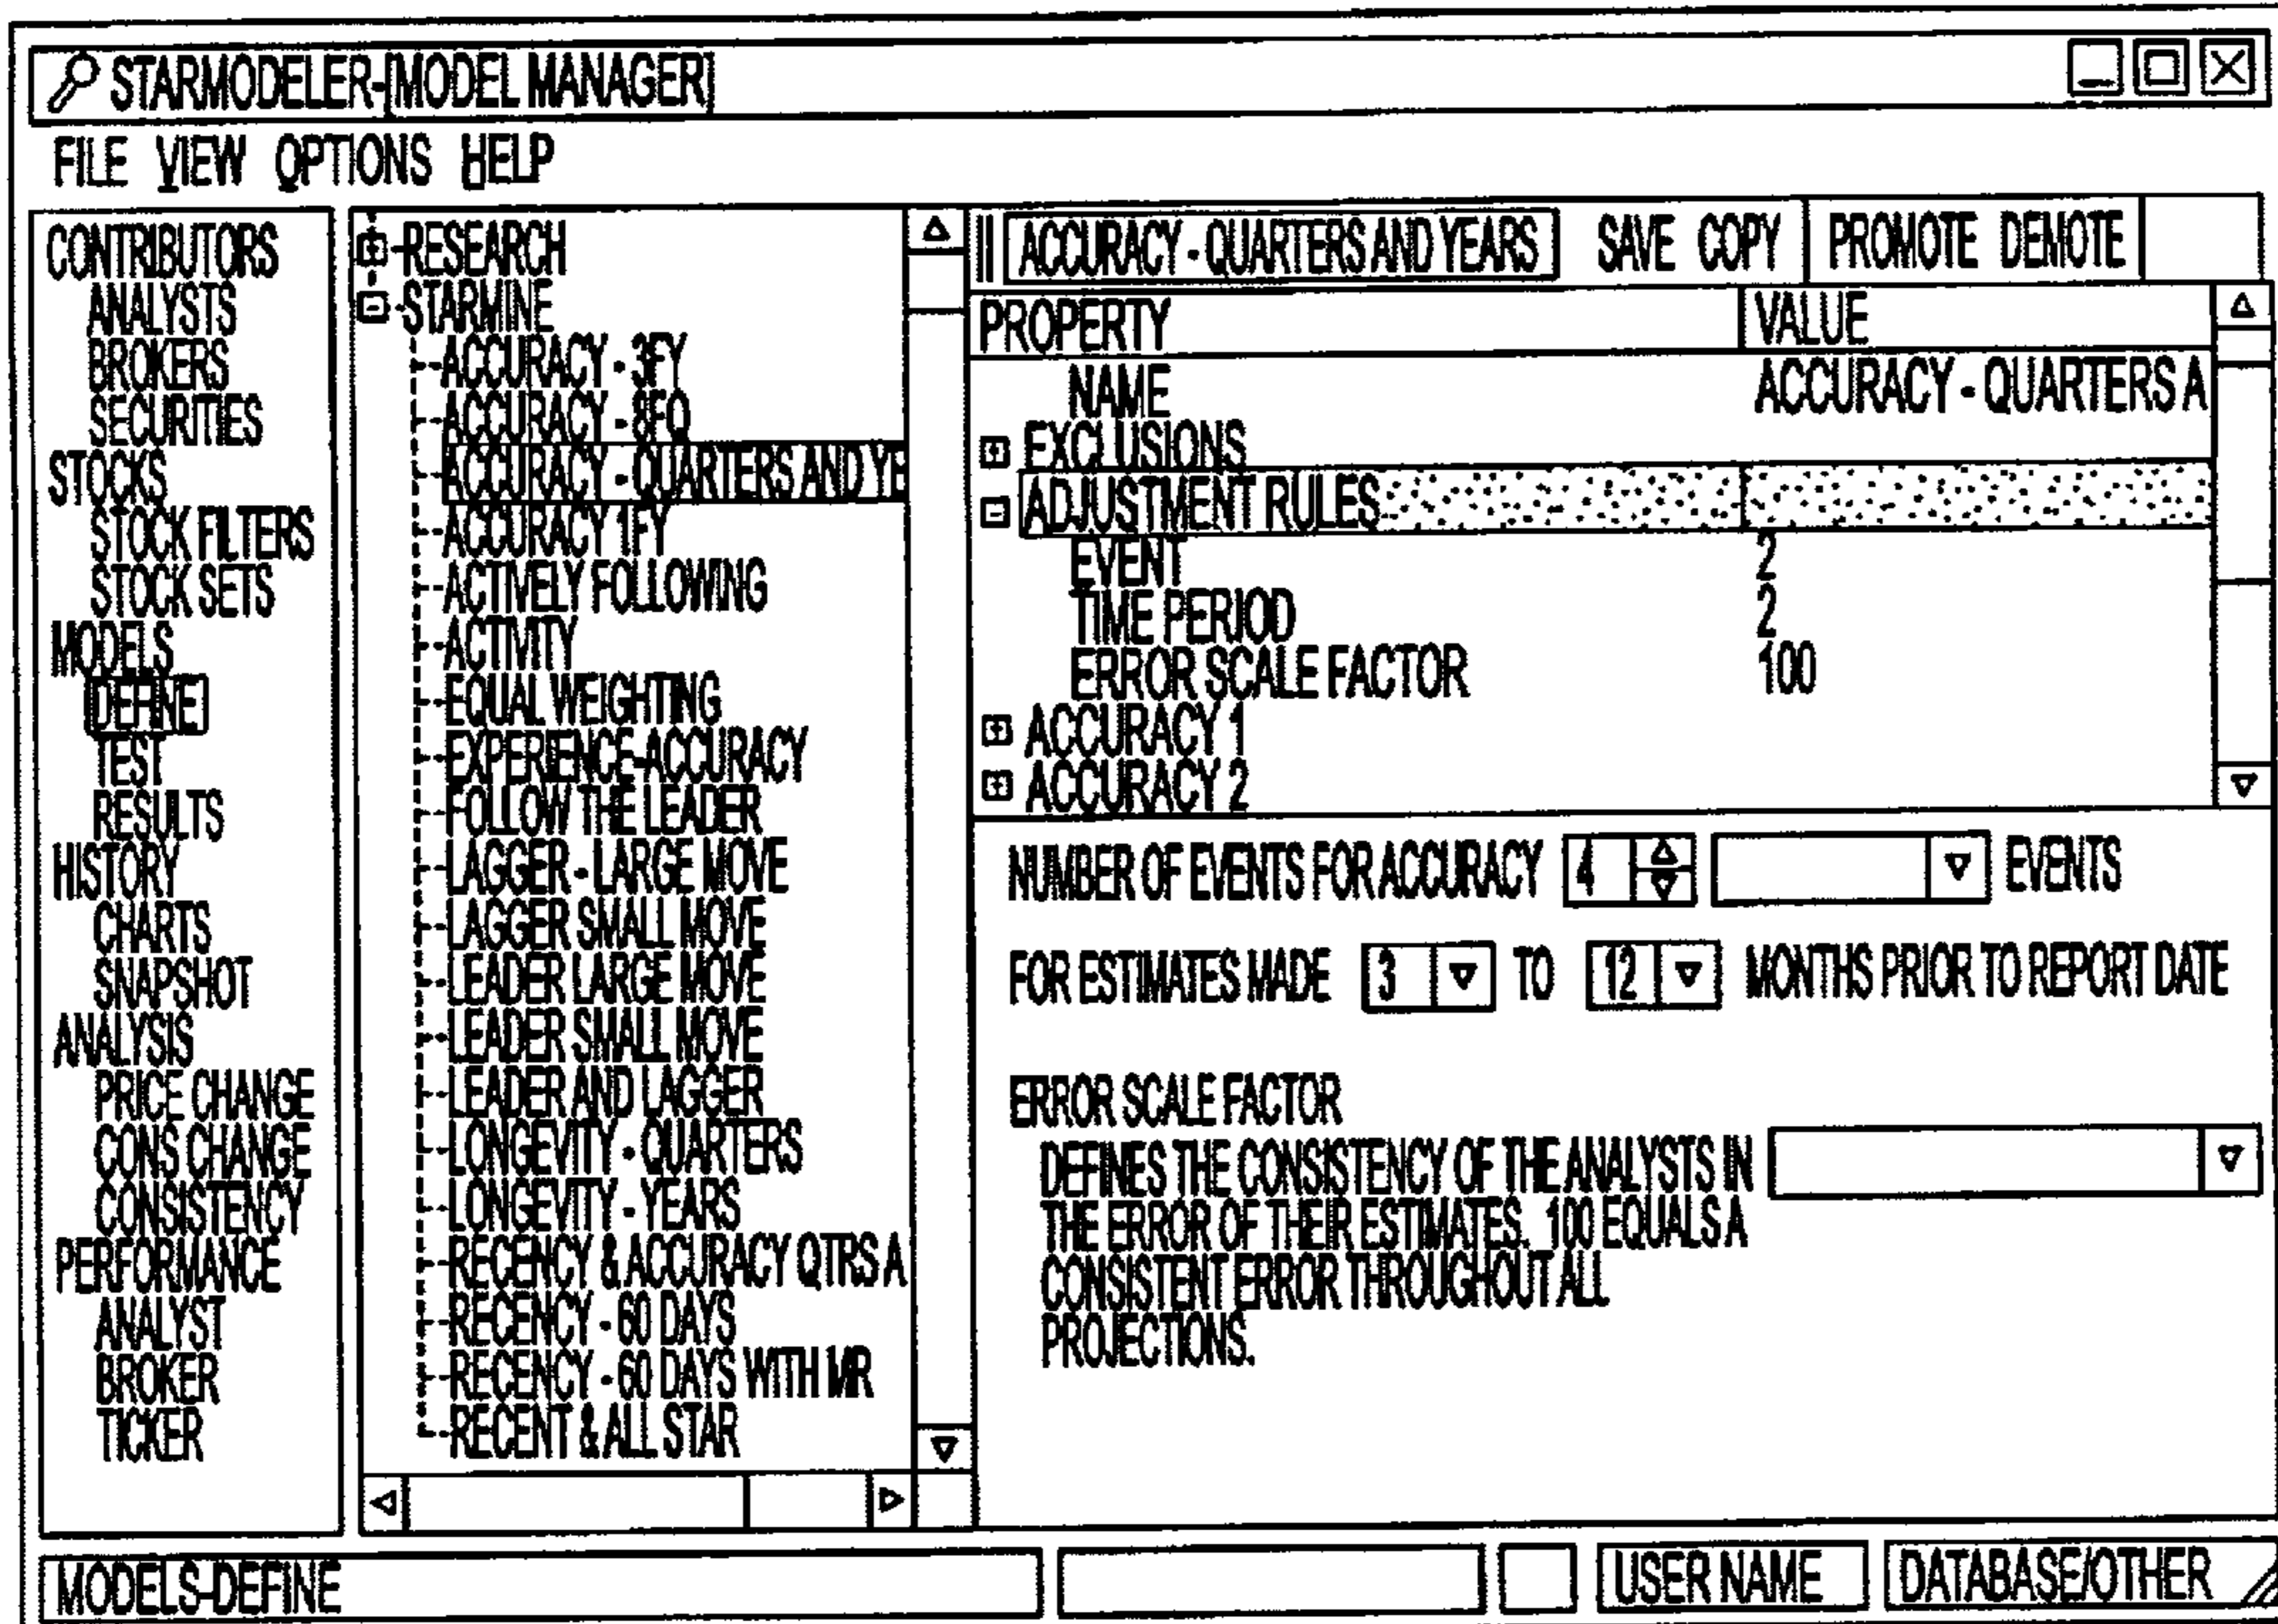 STARMODELER-[MODEL MANAGER]
FILE VIEW OPTIONS HELP
CONTRIBUTORS
ANALYSTS
BROKERS
SECURITIES
STOCKS
STOCK FILTERS
STOCK SETS
MODELS
DEFINE
TEST
RESULTS
HISTORY
CHARTS
SNAPSHOT
ANALYSIS
PRICE CHANGE
CONS CHANGE
CONSISTENCY
PERFORMANCE
ANALYST
BROKER
TICKER
RESEARCH
STARMINE
ACCURACY - 3FY
ACCURACY - 8FQ
ACCURACY - QUARTERS AND YE
ACCURACY 1FY
ACTIVELY FOLLOWING
ACTIVITY
EQUAL WEIGHTING
EXPERIENCE-ACCURACY
FOLLOW THE LEADER
LAGGER - LARGE MOVE
LAGGER SMALL MOVE
LEADER LARGE MOVE
LEADER SMALL MOVE
LEADER AND LAGGER
LONGEVITY - QUARTERS
LONGEVITY - YEARS
RECENCY & ACCURACY QTRS A
RECENCY - 60 DAYS
RECENCY - 60 DAYS WITH MR
RECENT & ALL STAR
ACCURACY - QUARTERS AND YEARS SAVE COPY PROMOTE DEMOTE
PROPERTY VALUE
NAME ACCURACY - QUARTERS A
EXCLUSIONS
ADJUSTMENT RULES
EVENT 2
TIME PERIOD 2
ERROR SCALE FACTOR 100
ACCURACY 1
ACCURACY 2
NUMBER OF EVENTS FOR ACCURACY 4 EVENTS
FOR ESTIMATES MADE 3 TO 12 MONTHS PRIOR TO REPORT DATE
ERROR SCALE FACTOR
DEFINES THE CONSISTENCY OF THE ANALYSTS IN
THE ERROR OF THEIR ESTIMATES. 100 EQUALS A
CONSISTENT ERROR THROUGHOUT ALL
PROJECTIONS.
MODELS-DEFINE USER NAME DATABASE/OTHER